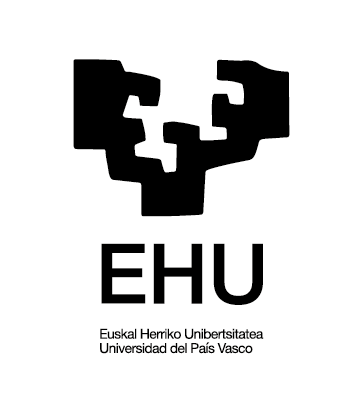 EHU
Euskal Herriko Unibertsitatea
Universidad del País Vasco